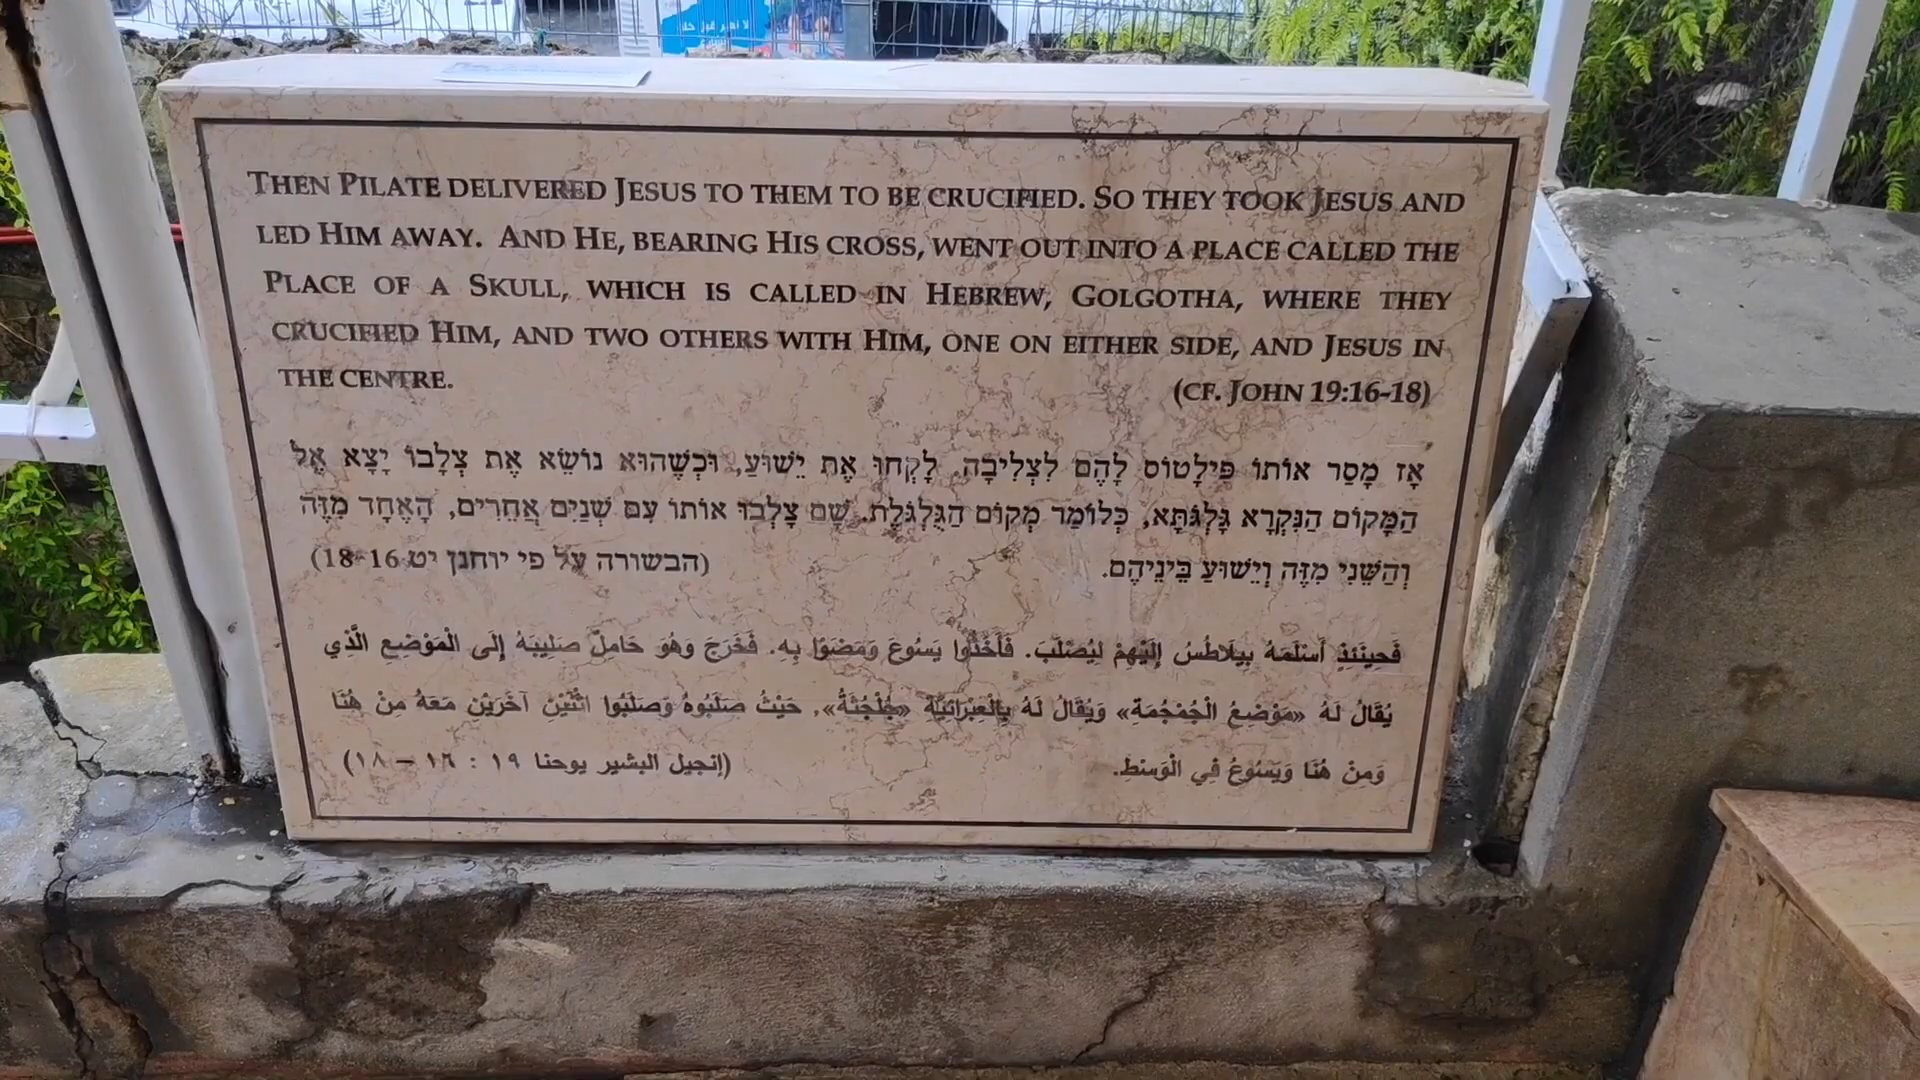 THEN PILATE DELIVERED JESUS TO THEM TO BE CRUCIFIED. SO THEY TOOK JESUS AND
LED HIM AWAY. AND HE, BEARING HIS CROSS, WENT OUT INTO A PLACE CALLED THE
PLACE OF A SKULL, WHICH IS CALLED IN HEBREW, GOLGOTHA, WHERE THEY
CRUCIFIED HIM, AND TWO OTHERS WITH HIM, ONE ON EITHER SIDE, AND JESUS IN
THE CENTRE. (CF. JOHN 19:16-18)
אָז מָסַר אוֹתוֹ פִּילָטוֹס לָהֶם לִצְלִיבָה. לָקְחוּ אֶת יֵשׁוּעַ, וּכְשֶׁהוּא נוֹשֵׂא אֶת צְלָבוֹ יָצָא אֶל
הַמָּקוֹם הַנִּקְרָא גָּלְגֹּתָּא, כְּלוֹמַר מְקוֹם הַגֻּלְגֹּלֶת. שָׁם צָלְבוּ אוֹתוֹ עִם שְׁנַיִם אֲחֵרִים, הָאֶחָד מִזֶּה
וְהַשֵּׁנִי מִזֶּה וְיֵשׁוּעַ בֵּינֵיהֶם. (הבשורה על פי יוחנן יט 16-18)
فَحِينَئِذٍ أَسْلَمَهُ بِيلَاطُسُ إِلَيْهِمْ لِيُصْلَبَ. فَأَخَذُوا يَسُوعَ وَمَضَوْا بِهِ. فَخَرَجَ وَهُوَ حَامِلٌ صَلِيبَهُ إِلَى الْمَوْضِعِ الَّذِي
يُقَالُ لَهُ «مَوْضِعُ الْجُمْجُمَةِ» وَيُقَالُ لَهُ بِالْعِبْرَانِيَّةِ «جُلْجُثَةُ»، حَيْثُ صَلَبُوهُ وَصَلَبُوا اثْنَيْنِ آخَرَيْنِ مَعَهُ مِنْ هُنَا
وَمِنْ هُنَا وَيَسُوعُ فِي الْوَسْطِ. (إنجيل البشير يوحنا ١٩ : ١٦ – ١٨)